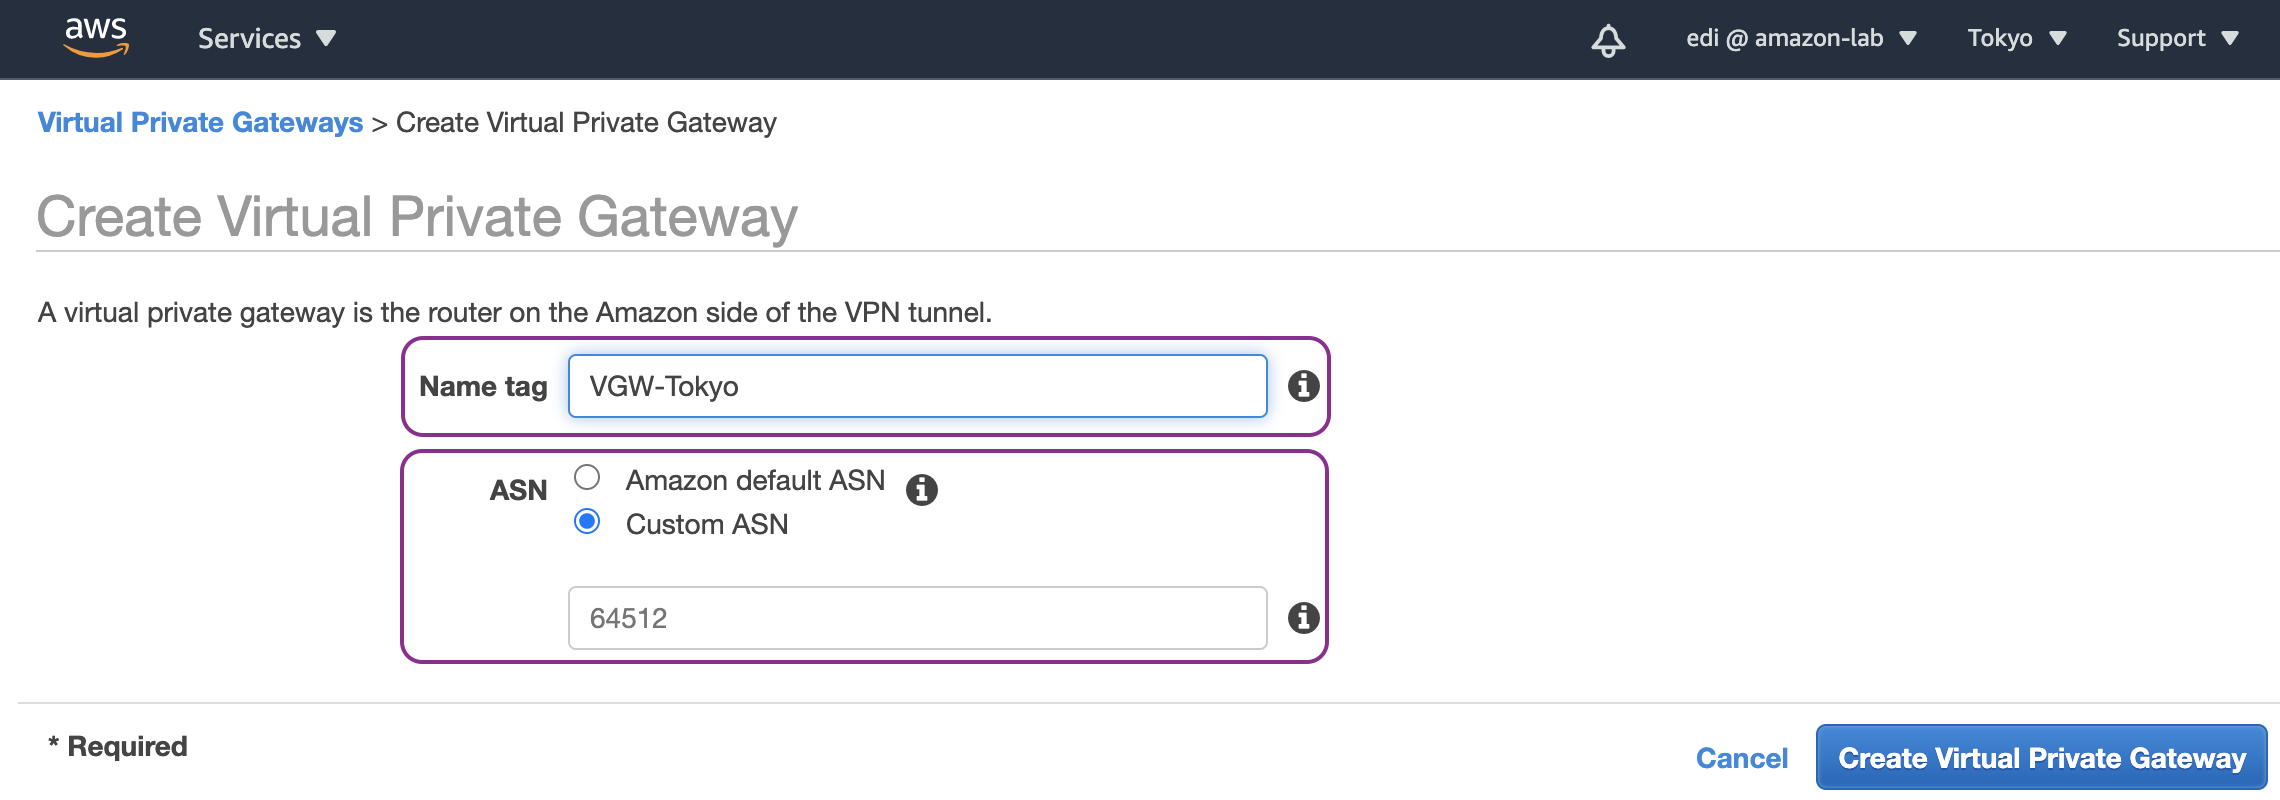 aws Services edi @ amazon-lab Tokyo Support
Virtual Private Gateways > Create Virtual Private Gateway
Create Virtual Private Gateway
A virtual private gateway is the router on the Amazon side of the VPN tunnel.
Name tag VGW-Tokyo
ASN Amazon default ASN
Custom ASN
64512
* Required
Cancel Create Virtual Private Gateway